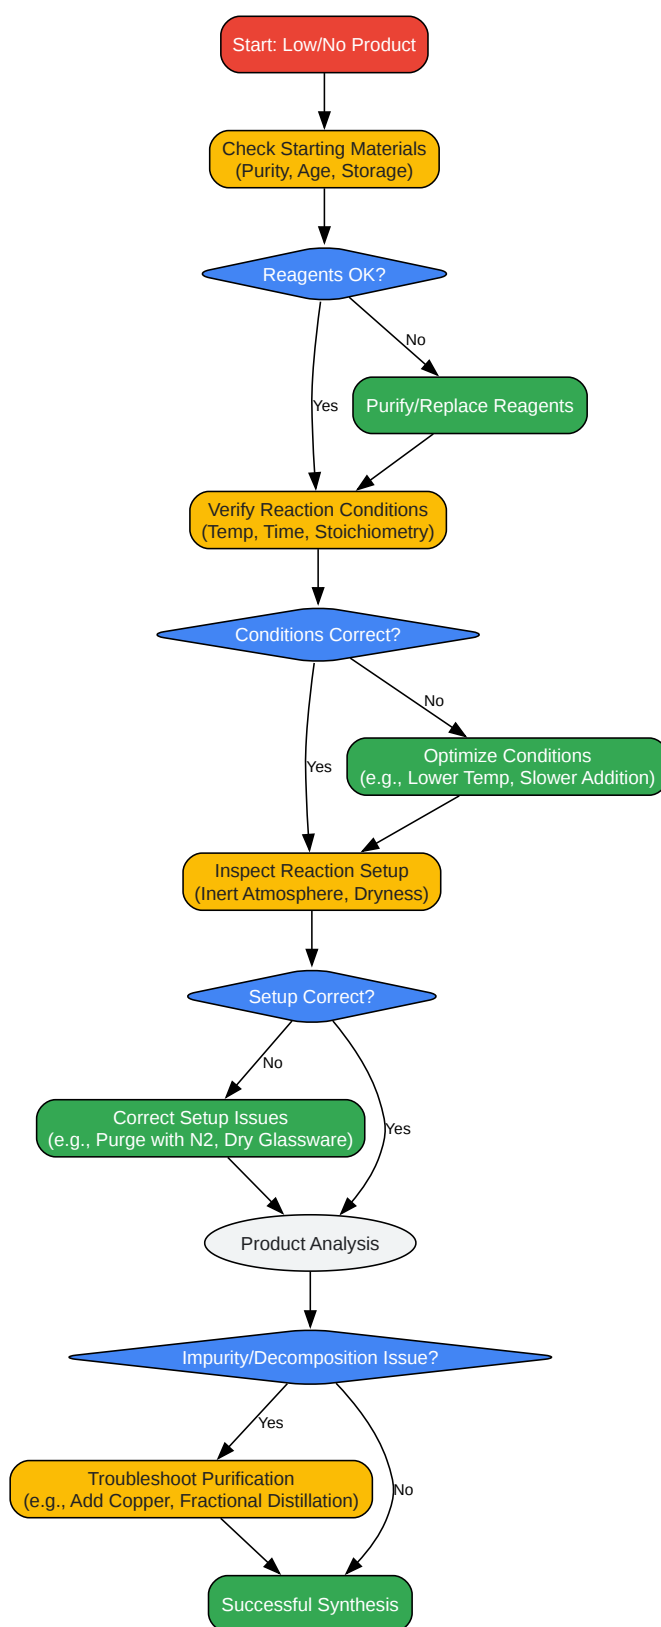 Start: Low/No Product
Check Starting Materials
(Purity, Age, Storage)
Reagents OK?
No
Yes
Purify/Replace Reagents
Verify Reaction Conditions
(Temp, Time, Stoichiometry)
Conditions Correct?
No
Yes
Optimize Conditions
(e.g., Lower Temp, Slower Addition)
Inspect Reaction Setup
(Inert Atmosphere, Dryness)
Setup Correct?
No
Correct Setup Issues
(e.g., Purge with N2, Dry Glassware)
Yes
Product Analysis
Impurity/Decomposition Issue?
Yes
Troubleshoot Purification
(e.g., Add Copper, Fractional Distillation)
No
Successful Synthesis